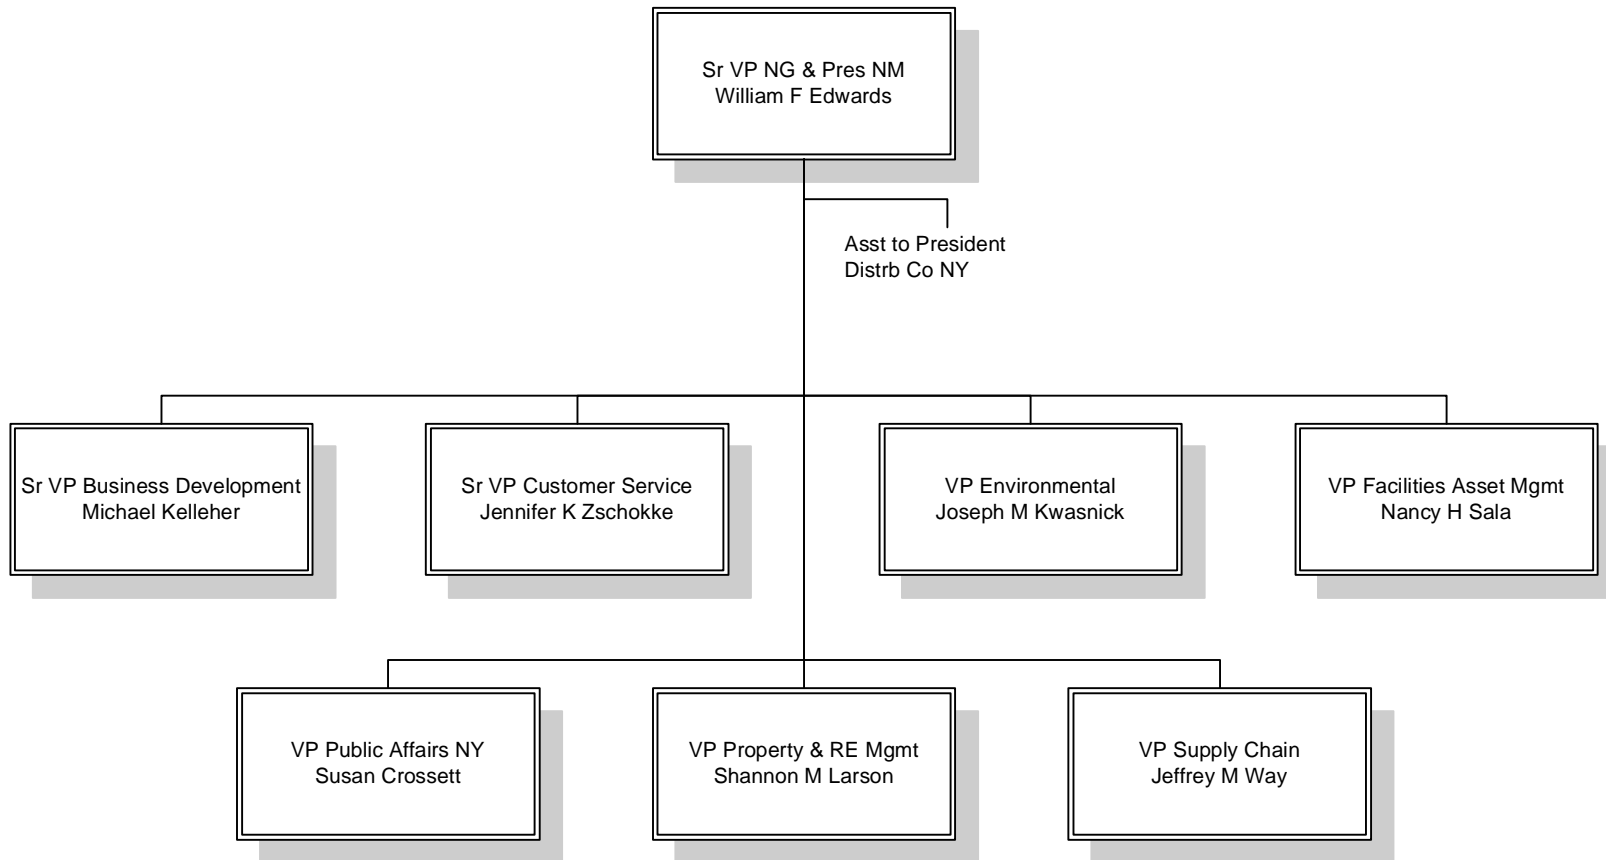 Sr VP NG & Pres NM
William F Edwards
Asst to President
Distrb Co NY
Sr VP Business Development
Michael Kelleher
Sr VP Customer Service
Jennifer K Zschokke
VP Environmental
Joseph M Kwasnick
VP Facilities Asset Mgmt
Nancy H Sala
VP Public Affairs NY
Susan Crossett
VP Property & RE Mgmt
Shannon M Larson
VP Supply Chain
Jeffrey M Way